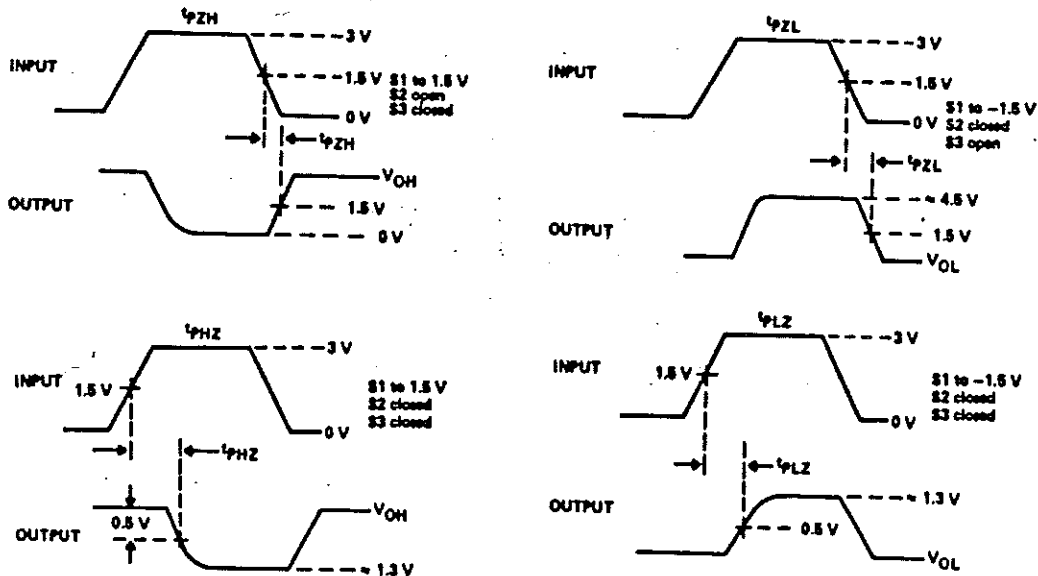 tPZH
3 V
INPUT
1.5 V
S1 to 1.5 V
S2 open
S3 closed
0 V
tPZH
VOH
OUTPUT
1.5 V
0 V
tPZL
3 V
INPUT
1.5 V
S1 to −1.5 V
S2 closed
S3 open
0 V
tPZL
≈ 4.5 V
OUTPUT
1.5 V
VOL
tPHZ
3 V
INPUT
1.5 V
S1 to 1.5 V
S2 closed
S3 closed
0 V
tPHZ
VOH
0.5 V
OUTPUT
≈ 1.3 V
tPLZ
3 V
INPUT
1.5 V
S1 to −1.5 V
S2 closed
S3 closed
0 V
tPLZ
≈ 1.3 V
OUTPUT
0.5 V
VOL